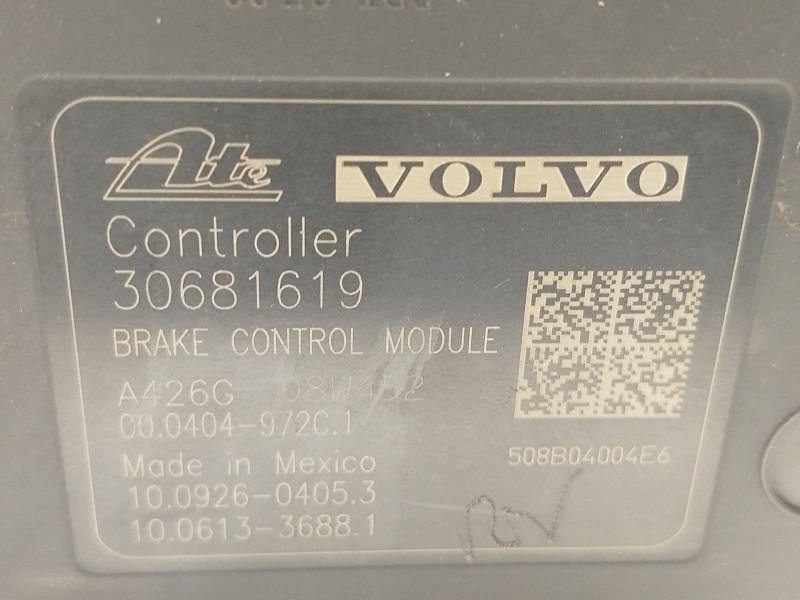 Ate VOLVO
Controller
30681619
BRAKE CONTROL MODULE
A426G
00.0404-972C.1
Made in Mexico
508B04004E6
10.0926-0405.3
10.0613-3688.1